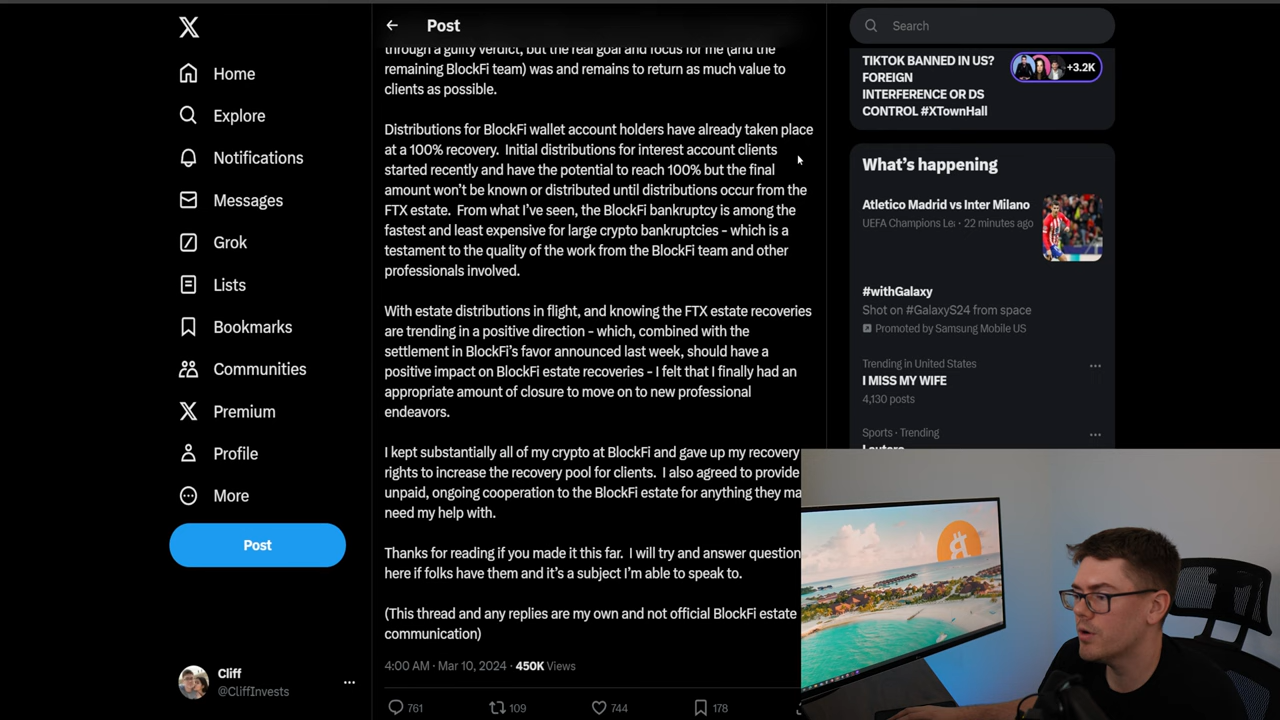 Post
Search
Home
Explore
Notifications
Messages
Grok
Lists
Bookmarks
Communities
Premium
Profile
More
Post
Cliff
@CliffInvests
through a guilty verdict, but the real goal and focus for me (and the
remaining BlockFi team) was and remains to return as much value to
clients as possible.
Distributions for BlockFi wallet account holders have already taken place
at a 100% recovery. Initial distributions for interest account clients
started recently and have the potential to reach 100% but the final
amount won't be known or distributed until distributions occur from the
FTX estate. From what I've seen, the BlockFi bankruptcy is among the
fastest and least expensive for large crypto bankruptcies - which is a
testament to the quality of the work from the BlockFi team and other
professionals involved.
With estate distributions in flight, and knowing the FTX estate recoveries
are trending in a positive direction - which, combined with the
settlement in BlockFi's favor announced last week, should have a
positive impact on BlockFi estate recoveries - I felt that I finally had an
appropriate amount of closure to move on to new professional
endeavors.
I kept substantially all of my crypto at BlockFi and gave up my recovery
rights to increase the recovery pool for clients. I also agreed to provide
unpaid, ongoing cooperation to the BlockFi estate for anything they
need my help with.
Thanks for reading if you made it this far. I will try and answer
here if folks have them and it's a subject I'm able to speak to.
(This thread and any replies are my own and not official BlockFi estate
communication)
4:00 AM · Mar 10, 2024 · 450K Views
761 109 744 178
TIKTOK BANNED IN US?
FOREIGN
INTERFERENCE OR DS
CONTROL #XTownHall
+3.2K
What's happening
Atletico Madrid vs Inter Milano
UEFA Champions Le · 22 minutes ago
#withGalaxy
Shot on #GalaxyS24 from space
Promoted by Samsung Mobile US
Trending in United States
I MISS MY WIFE
4,130 posts
Sports · Trending